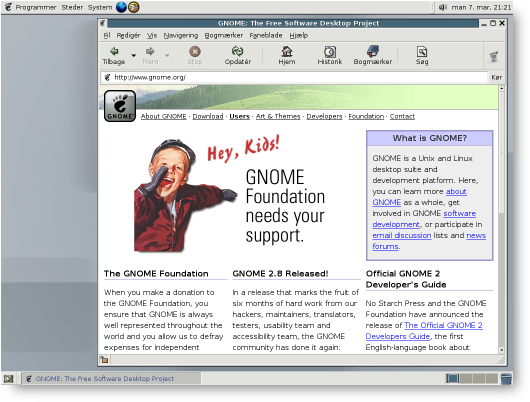 Programmer Steder System man 7. mar, 21:21
GNOME: The Free Software Desktop Project
Fil Redigér Vis Navigering Bogmærker Faneblade Hjælp
Tilbage Frem Stop Opdatér Hjem Historik Bogmærker Søg
http://www.gnome.org/ Kør
GNOME
About GNOME · Download · Users · Art & Themes · Developers · Foundation · Contact
Hey, Kids!
GNOME
Foundation
needs your
support.
What is GNOME?
GNOME is a Unix and Linux
desktop suite and
development platform. Here,
you can learn more about
GNOME as a whole, get
involved in GNOME software
development, or participate in
email discussion lists and news
forums.
The GNOME Foundation
When you make a donation to
the GNOME Foundation, you
ensure that GNOME is always
well represented throughout the
world and you allow us to defray
expenses for independent
GNOME 2.8 Released!
In a release that marks the fruit of
six months of hard work from our
hackers, maintainers, translators,
testers, usability team and
accessibility team, the GNOME
community has done it again:
Official GNOME 2
Developer's Guide
No Starch Press and the GNOME
Foundation have announced the
release of The Official GNOME 2
Developers Guide, the first
English-language book about
GNOME: The Free Software Desktop Project